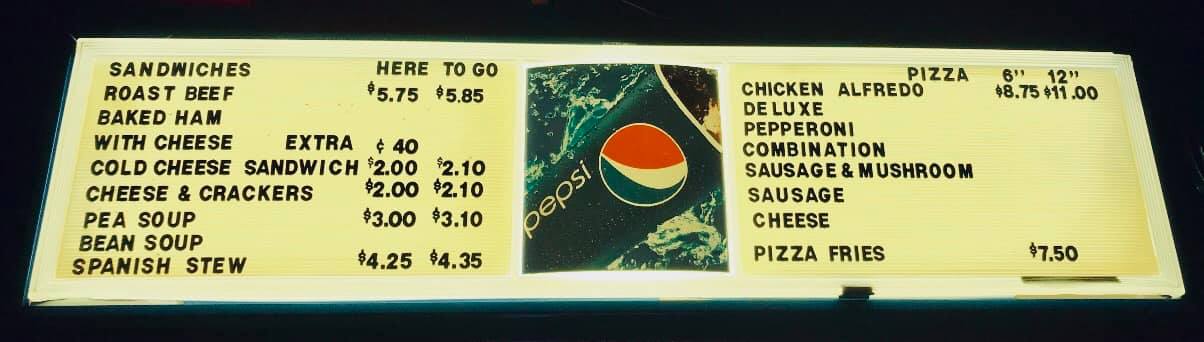 SANDWICHES HERE TO GO
ROAST BEEF $5.75 $5.85
BAKED HAM
WITH CHEESE EXTRA ¢ 40
COLD CHEESE SANDWICH $2.00 $2.10
CHEESE & CRACKERS $2.00 $2.10
PEA SOUP $3.00 $3.10
BEAN SOUP
SPANISH STEW $4.25 $4.35
pepsi
PIZZA 6" 12"
CHICKEN ALFREDO $8.75 $11.00
DELUXE
PEPPERONI
COMBINATION
SAUSAGE & MUSHROOM
SAUSAGE
CHEESE
PIZZA FRIES $7.50